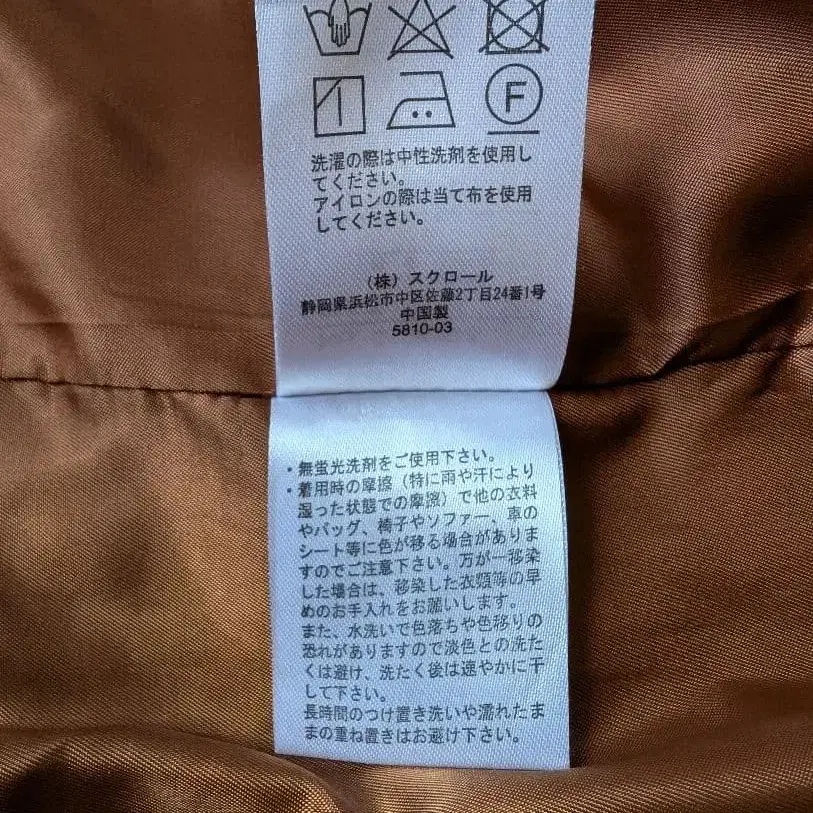 F
洗濯の際は中性洗剤を使用し
てください。
アイロンの際は当て布を使用
してください。
(株) スクロール
静岡県浜松市中区佐藤2丁目24番1号
中国製
5810-03
・無蛍光洗剤をご使用下さい。
・着用時の摩擦（特に雨や汗により
湿った状態での摩擦）で他の衣料
やバッグ、椅子やソファー、車の
シート等に色が移る場合がありま
すのでご注意下さい。万が一移染
した場合は、移染した衣類等の早
めのお手入れをお願いします。
また、水洗いで色落ちや色移りの
恐れがありますので淡色との洗た
くは避け、洗たく後は速やかに干
して下さい。
長時間のつけ置き洗いや濡れたま
まの重ね置きはお避け下さい。